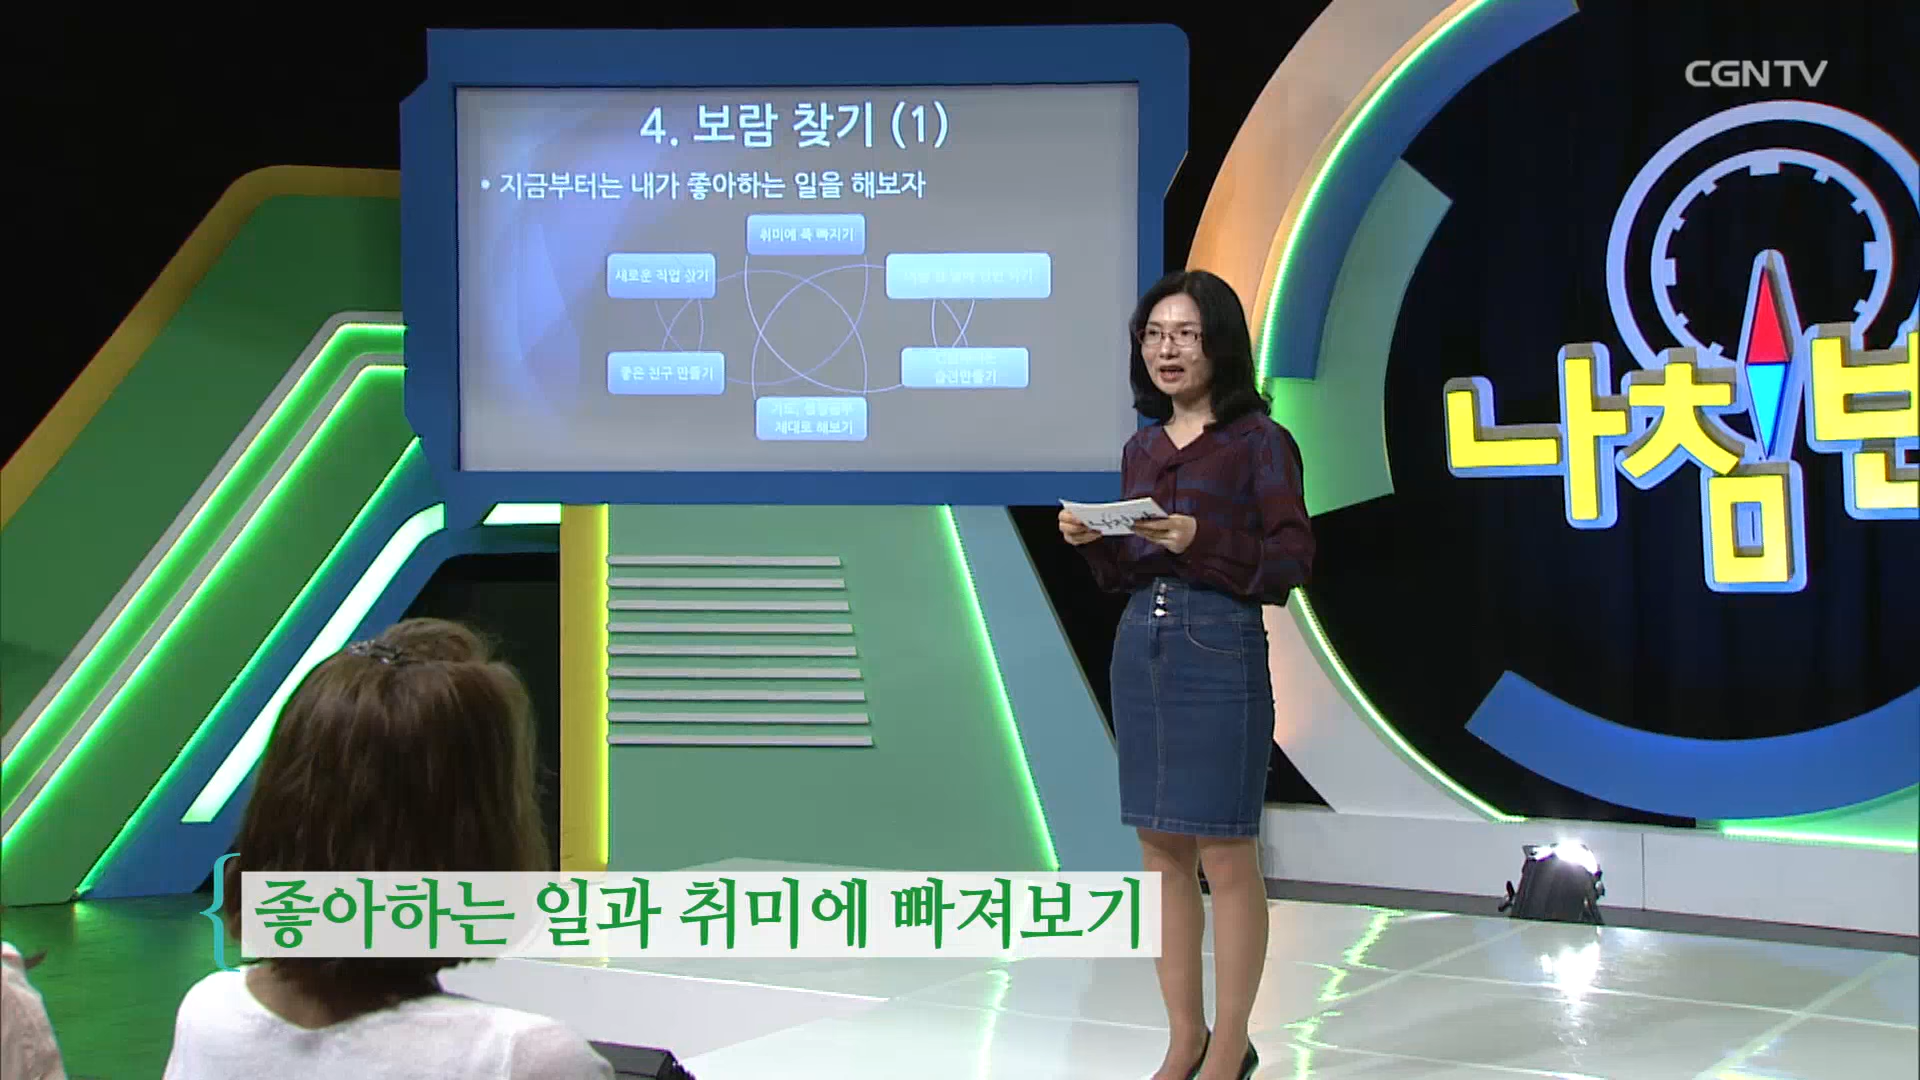 CGNTV
4. 보람 찾기 (1)
• 지금부터는 내가 좋아하는 일을 해보자
취미에 푹 빠지기
새로운 직업 찾기
좋은 친구 만들기
습관만들기
제대로 해보기
나침반
좋아하는 일과 취미에 빠져보기